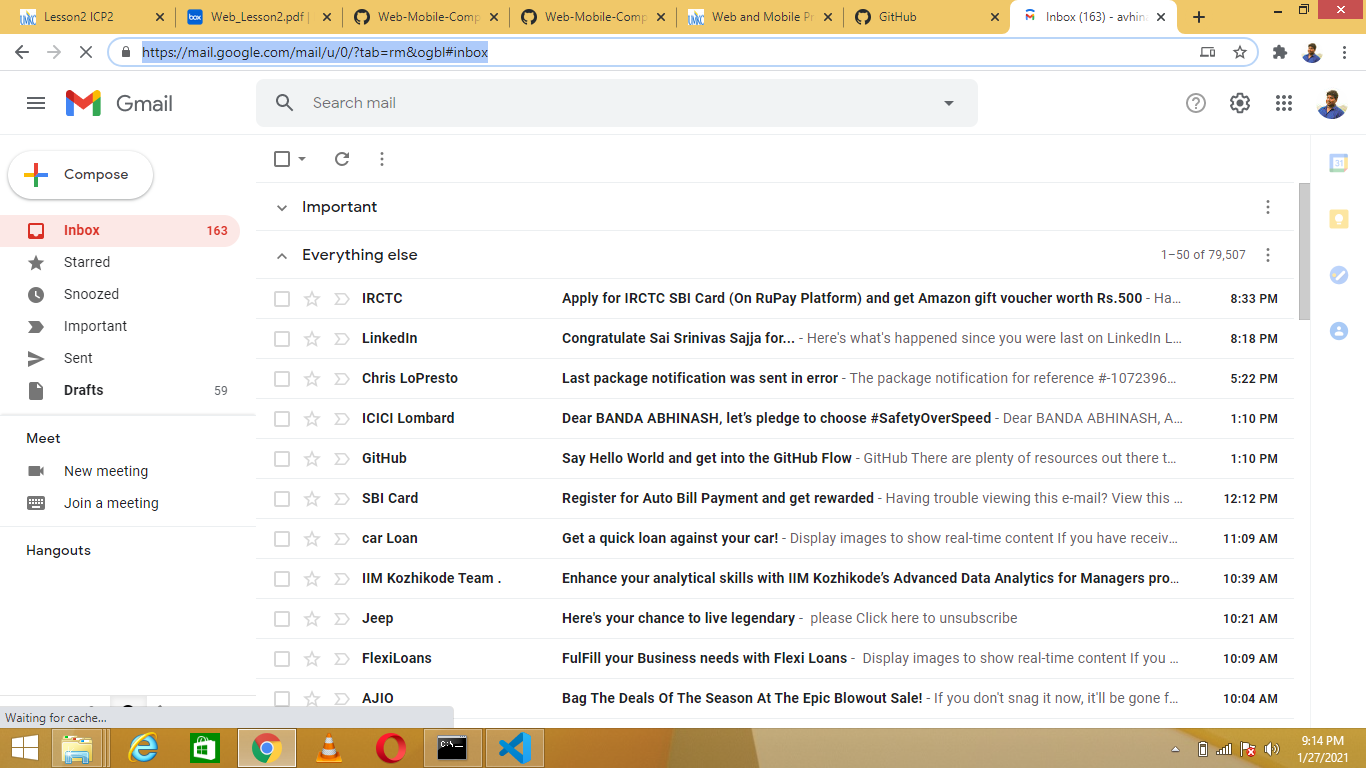 Lesson2 ICP2
Web_Lesson2.pdf |
Web-Mobile-Comp
Web-Mobile-Comp
Web and Mobile Pr
GitHub
Inbox (163) - avhin
https://mail.google.com/mail/u/0/?tab=rm&ogbl#inbox
Gmail
Search mail
Compose
Inbox 163
Starred
Snoozed
Important
Sent
Drafts 59
Meet
New meeting
Join a meeting
Hangouts
Important
Everything else 1–50 of 79,507
IRCTC Apply for IRCTC SBI Card (On RuPay Platform) and get Amazon gift voucher worth Rs.500 - Ha… 8:33 PM
LinkedIn Congratulate Sai Srinivas Sajja for... - Here's what's happened since you were last on LinkedIn L… 8:18 PM
Chris LoPresto Last package notification was sent in error - The package notification for reference #-1072396… 5:22 PM
ICICI Lombard Dear BANDA ABHINASH, let’s pledge to choose #SafetyOverSpeed - Dear BANDA ABHINASH, A… 1:10 PM
GitHub Say Hello World and get into the GitHub Flow - GitHub There are plenty of resources out there t… 1:10 PM
SBI Card Register for Auto Bill Payment and get rewarded - Having trouble viewing this e-mail? View this … 12:12 PM
car Loan Get a quick loan against your car! - Display images to show real-time content If you have receiv… 11:09 AM
IIM Kozhikode Team . Enhance your analytical skills with IIM Kozhikode’s Advanced Data Analytics for Managers pro… 10:39 AM
Jeep Here's your chance to live legendary - please Click here to unsubscribe 10:21 AM
FlexiLoans FulFill your Business needs with Flexi Loans - Display images to show real-time content If you … 10:09 AM
AJIO Bag The Deals Of The Season At The Epic Blowout Sale! - If you don't snag it now, it'll be gone f… 10:04 AM
31
Waiting for cache...
9:14 PM
1/27/2021